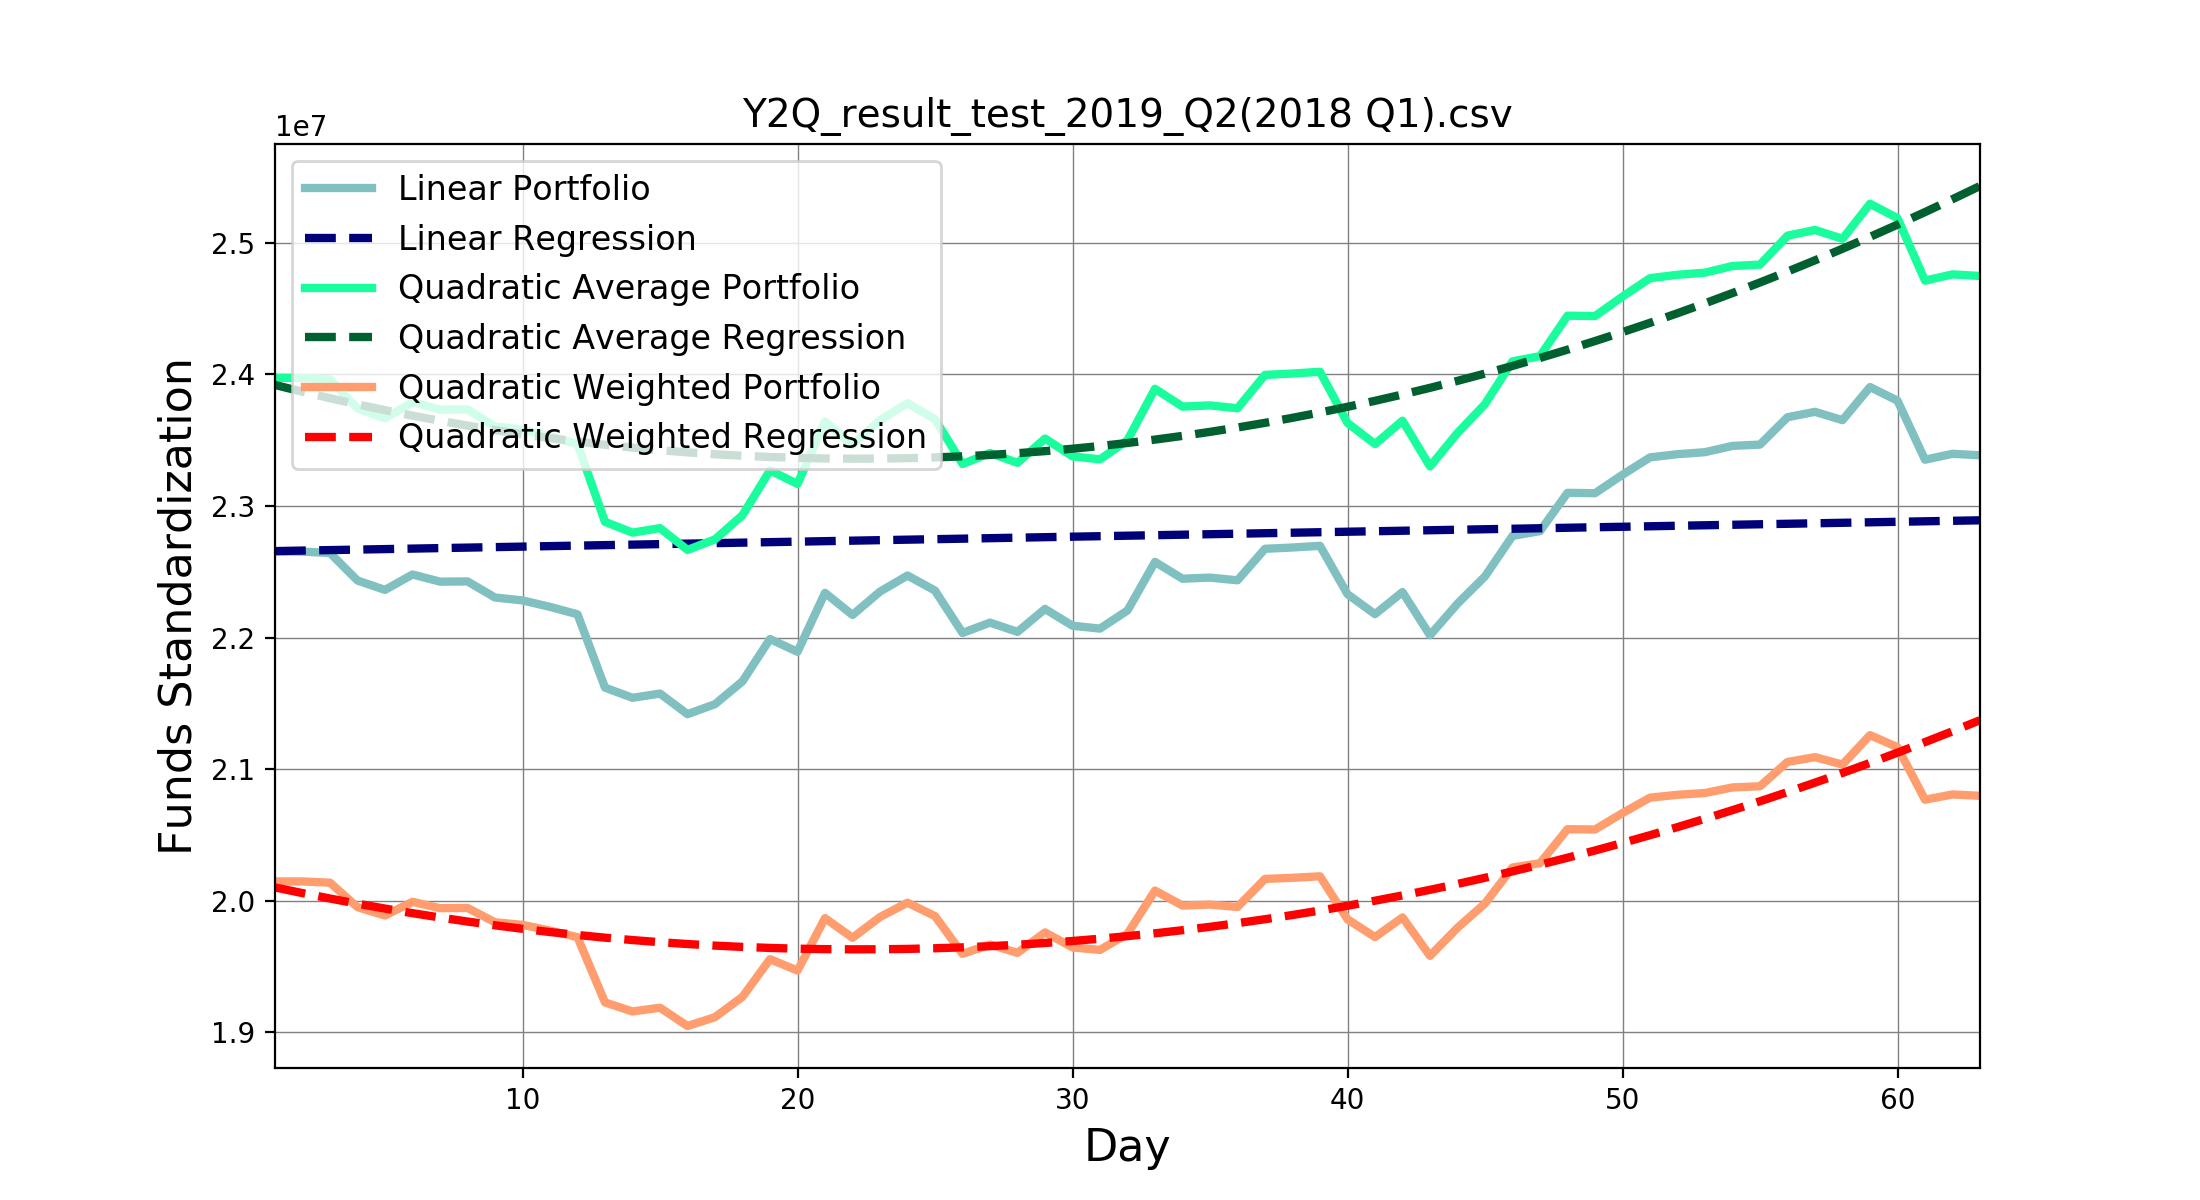 Y2Q_result_test_2019_Q2(2018 Q1).csv
1e7
Linear Portfolio
Linear Regression
Quadratic Average Portfolio
Quadratic Average Regression
Quadratic Weighted Portfolio
Quadratic Weighted Regression
Funds Standardization
2.5
2.4
2.3
2.2
2.1
2.0
1.9
10 20 30 40 50 60
Day